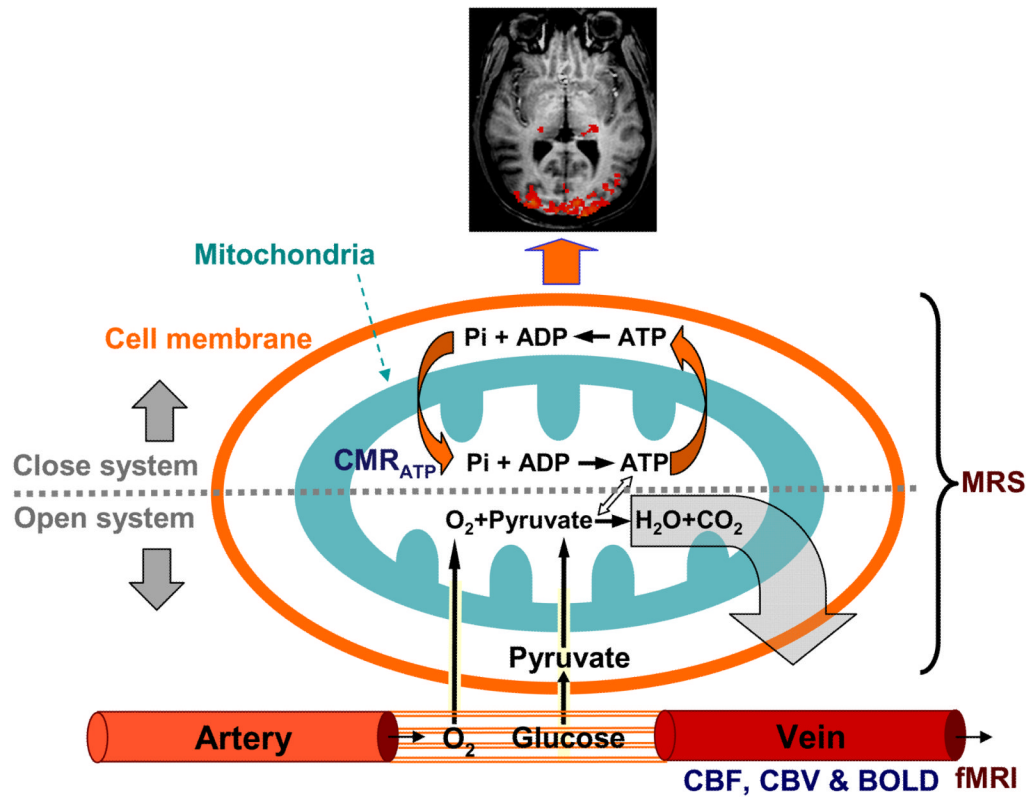 Mitochondria
Cell membrane
Pi + ADP ← ATP
Close system
CMR_ATP
Pi + ADP → ATP
MRS
Open system
O₂+Pyruvate → H₂O+CO₂
Pyruvate
Artery → O₂ Glucose Vein →
CBF, CBV & BOLD fMRI